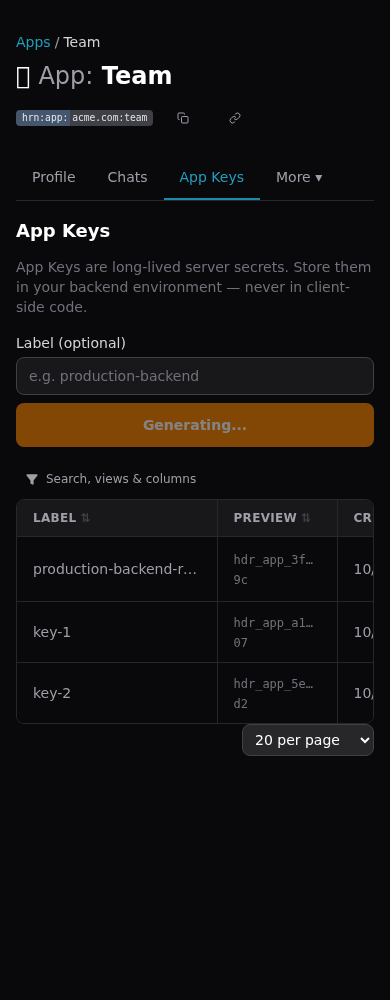 Apps / Team
App: Team
hrn:app: acme.com:team
Profile
Chats
App Keys
More ▾
App Keys
App Keys are long-lived server secrets. Store them
in your backend environment — never in client-
side code.
Label (optional)
e.g. production-backend
Generating...
Search, views & columns
LABEL ⇅ PREVIEW ⇅ CR
production-backend-r… hdr_app_3f…
9c
10/
key-1 hdr_app_a1…
07
10/
key-2 hdr_app_5e…
d2
10/
20 per page